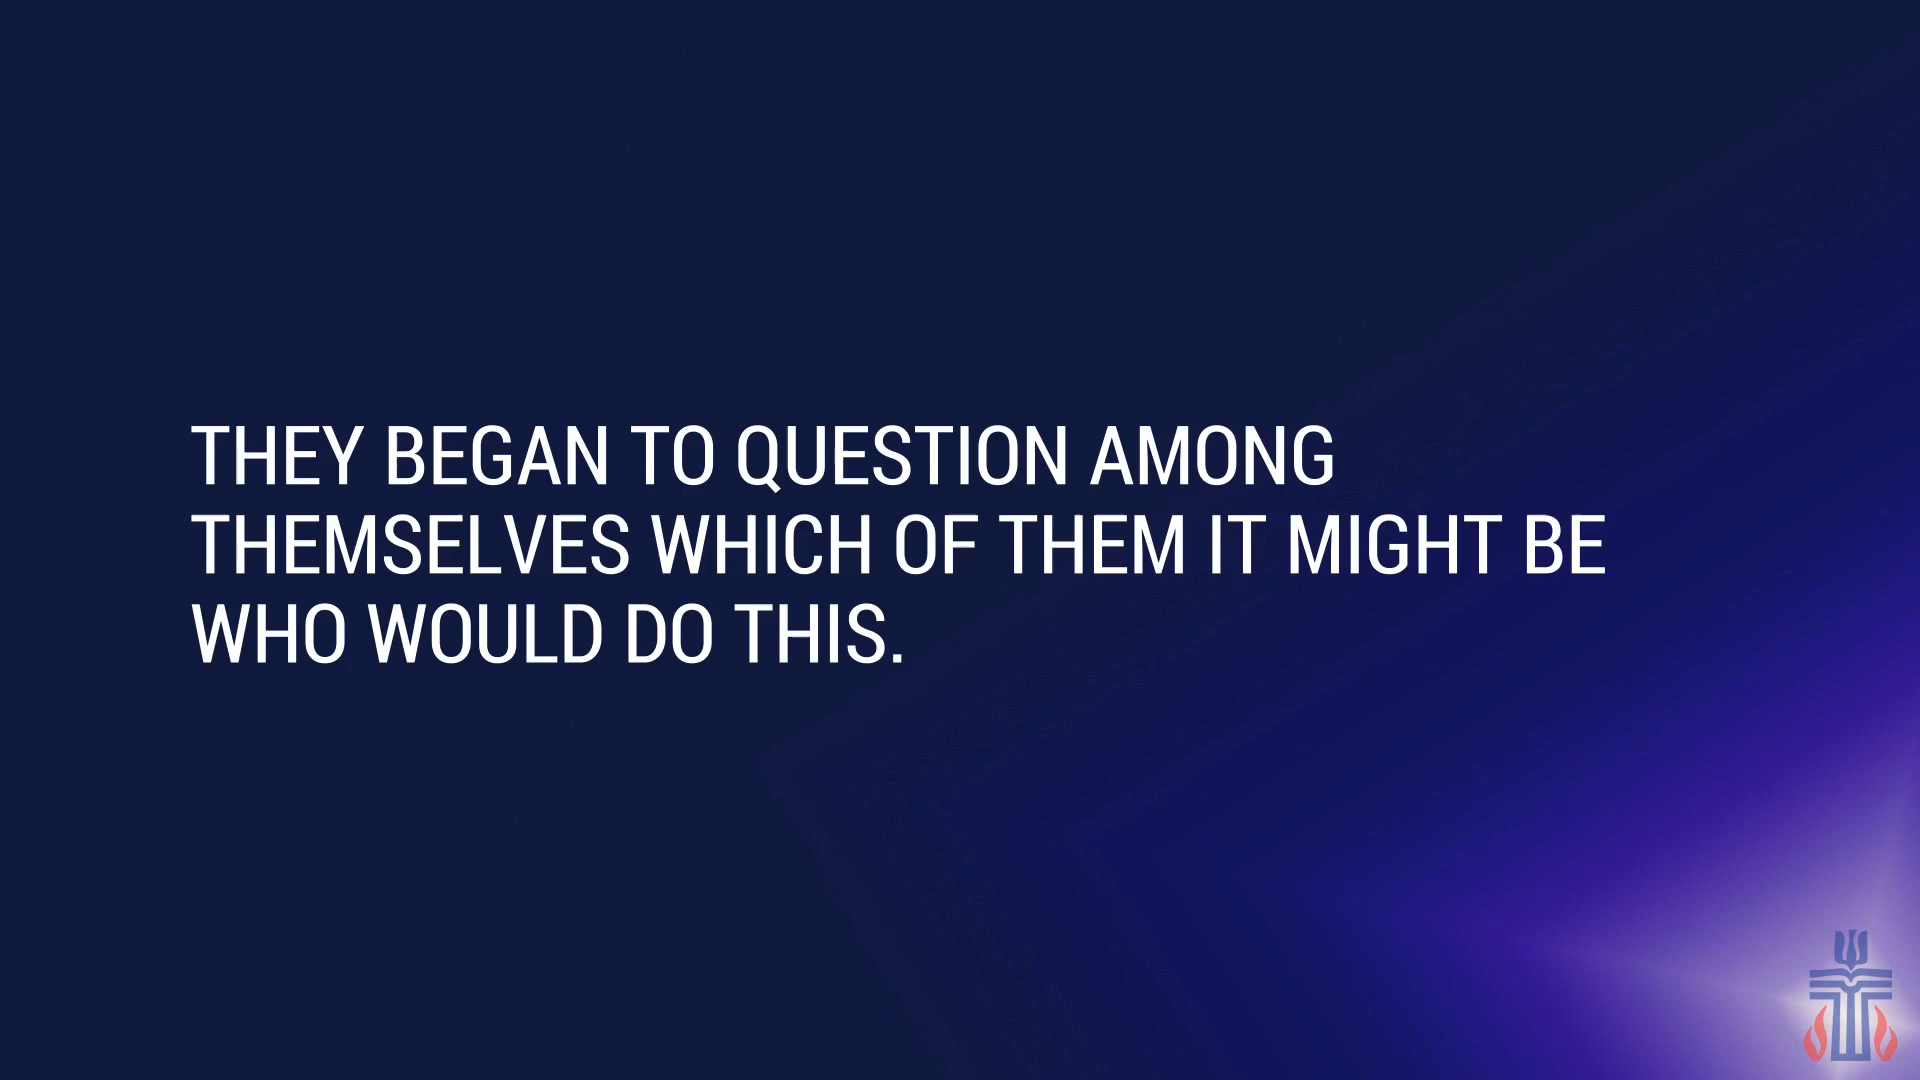 THEY BEGAN TO QUESTION AMONG
THEMSELVES WHICH OF THEM IT MIGHT BE
WHO WOULD DO THIS.